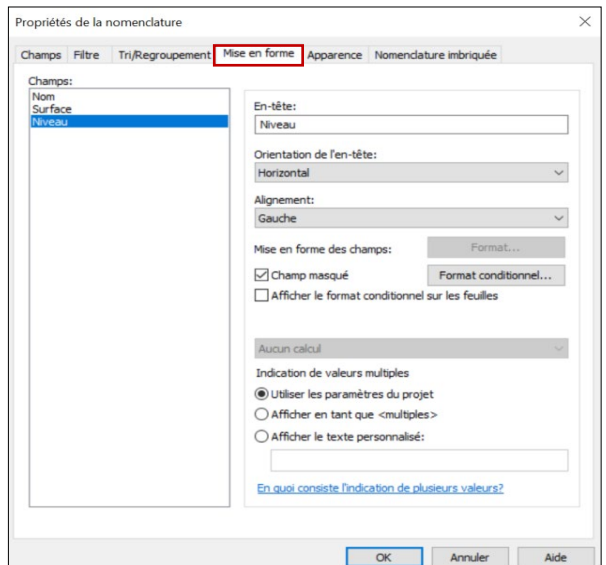 Propriétés de la nomenclature
Champs Filtre Tri/Regroupement Mise en forme Apparence Nomenclature imbriquée
Champs:
Nom
Surface
Niveau
En-tête:
Niveau
Orientation de l'en-tête:
Horizontal
Alignement:
Gauche
Mise en forme des champs: Format...
Champ masqué Format conditionnel...
Afficher le format conditionnel sur les feuilles
Aucun calcul
Indication de valeurs multiples
Utiliser les paramètres du projet
Afficher en tant que <multiples>
Afficher le texte personnalisé:
En quoi consiste l'indication de plusieurs valeurs?
OK Annuler Aide